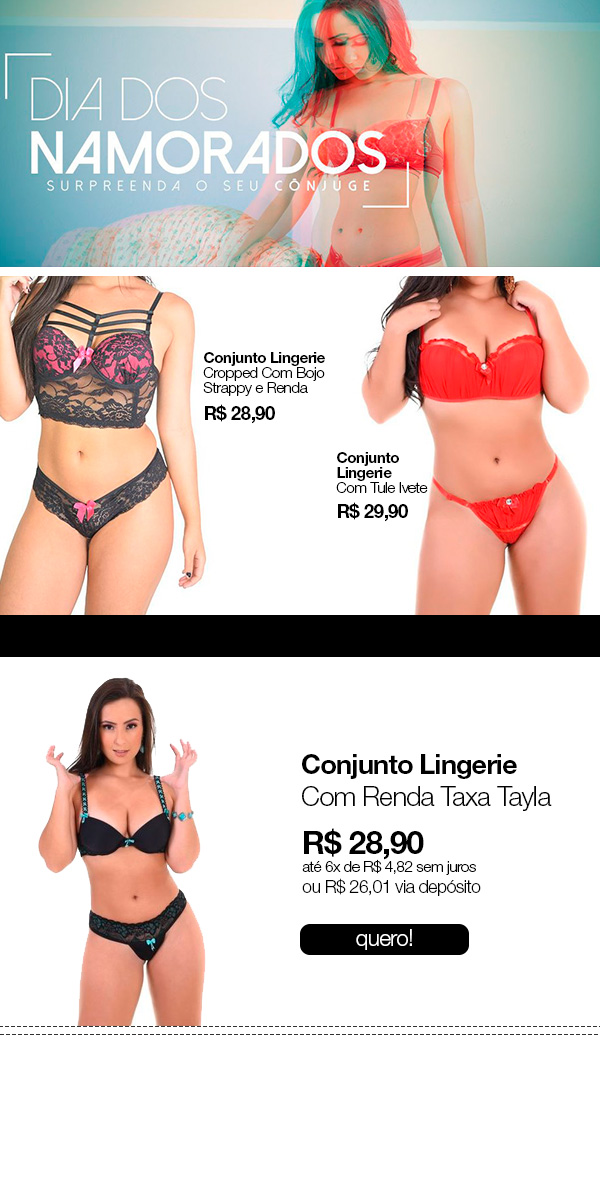 DIA DOS
NAMORADOS
SURPREENDA O SEU CÔNJUGE
Conjunto Lingerie
Cropped Com Bojo
Strappy e Renda
R$ 28,90
Conjunto
Lingerie
Com Tule Ivete
R$ 29,90
Conjunto Lingerie
Com Renda Taxa Tayla
R$ 28,90
até 6x de R$ 4,82 sem juros
ou R$ 26,01 via depósito
quero!